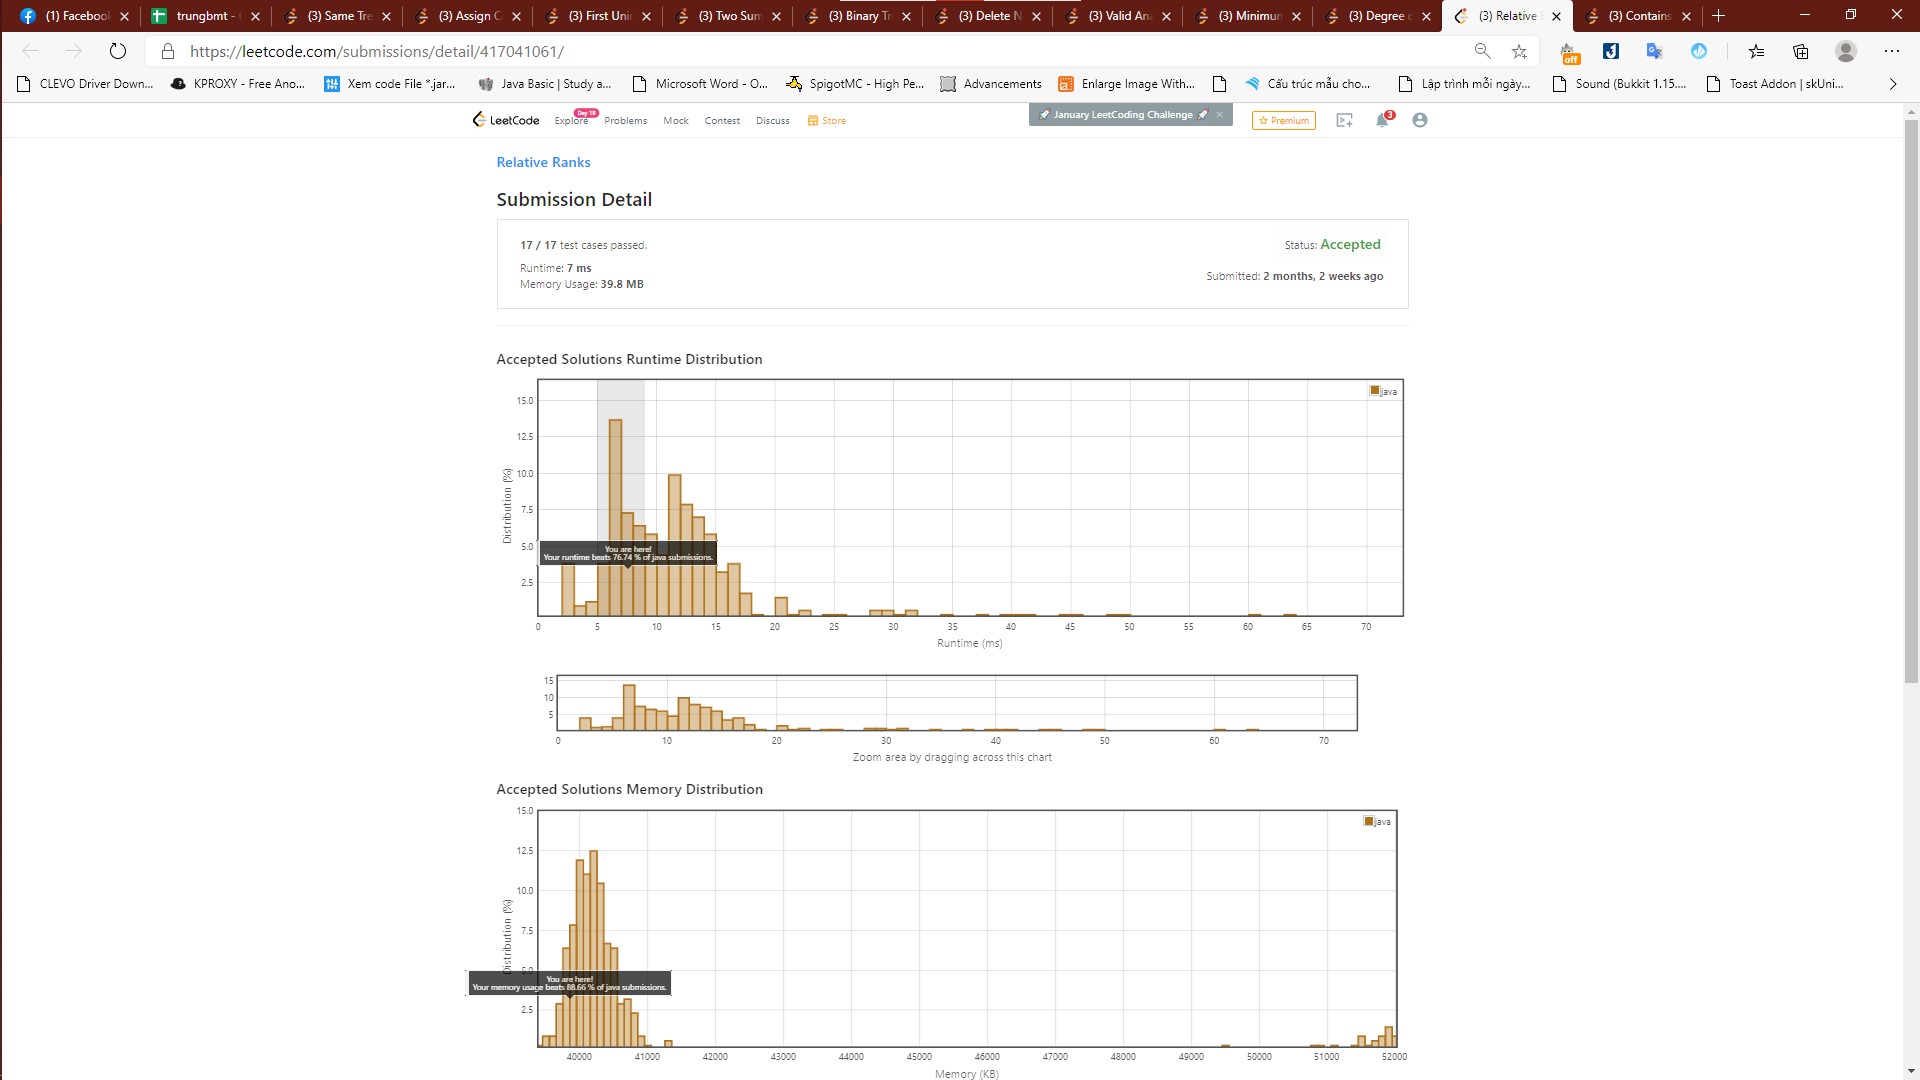 (1) Facebook
trungbmt -
(3) Same Tre
(3) Assign C
(3) First Uni
(3) Two Sum
(3) Binary Tr
(3) Delete N
(3) Valid An
(3) Minimum
(3) Degree o
(3) Relative
(3) Contains
https://leetcode.com/submissions/detail/417041061/
off
CLEVO Driver Down...
KPROXY - Free Ano...
Xem code File *.jar...
Java Basic | Study a...
Microsoft Word - O...
SpigotMC - High Pe...
Advancements
Enlarge Image With...
Cấu trúc mẫu cho...
Lập trình mỗi ngày...
Sound (Bukkit 1.15....
Toast Addon | skUni...
LeetCode
Explore
Day 18
Problems
Mock
Contest
Discuss
Store
January LeetCoding Challenge
Premium
3
Relative Ranks
Submission Detail
17 / 17 test cases passed.
Status: Accepted
Runtime: 7 ms
Submitted: 2 months, 2 weeks ago
Memory Usage: 39.8 MB
Accepted Solutions Runtime Distribution
java
15.0
12.5
10.0
7.5
5.0
2.5
Distribution (%)
You are here!
Your runtime beats 76.74 % of java submissions.
0 5 10 15 20 25 30 35 40 45 50 55 60 65 70
Runtime (ms)
15
10
5
0 10 20 30 40 50 60 70
Zoom area by dragging across this chart
Accepted Solutions Memory Distribution
java
15.0
12.5
10.0
7.5
5.0
2.5
Distribution (%)
You are here!
Your memory usage beats 88.66 % of java submissions.
40000 41000 42000 43000 44000 45000 46000 47000 48000 49000 50000 51000 52000
Memory (KB)